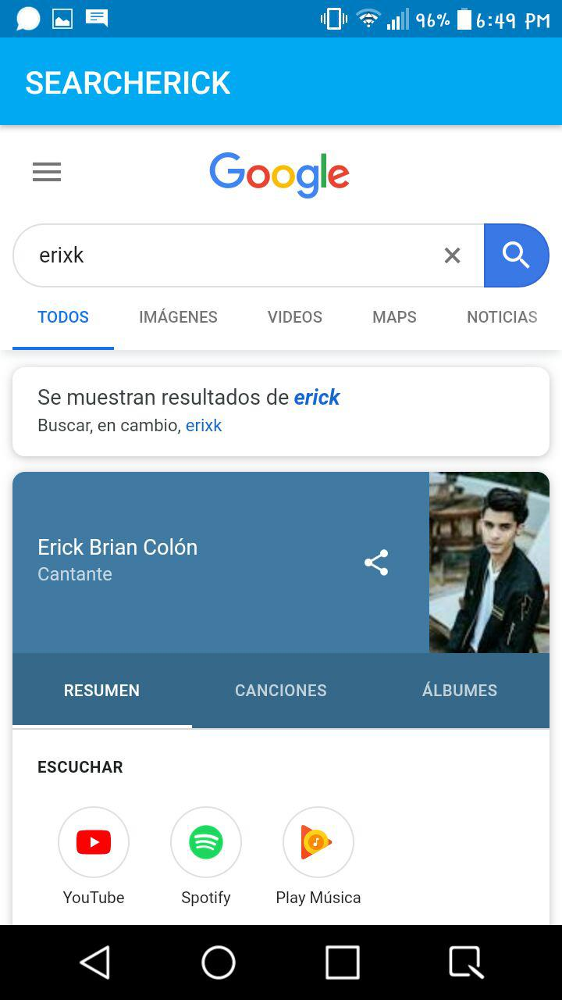 96% 6:49 PM
SEARCHERICK
Google
erixk
TODOS IMÁGENES VIDEOS MAPS NOTICIAS
Se muestran resultados de erick
Buscar, en cambio, erixk
Erick Brian Colón
Cantante
RESUMEN CANCIONES ÁLBUMES
ESCUCHAR
YouTube Spotify Play Música